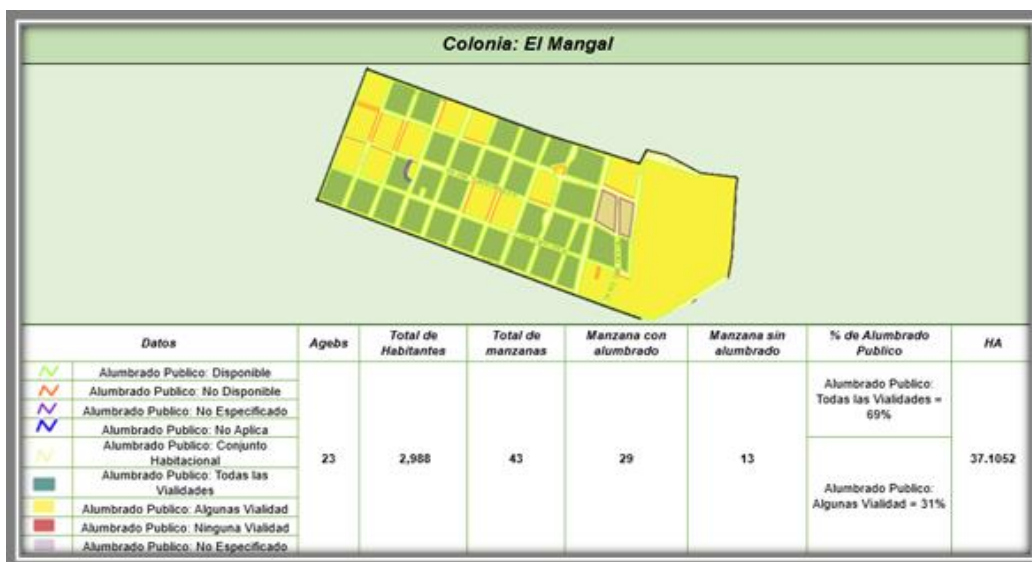 Colonia: El Mangal
Datos
Agebs
Total de
Habitantes
Total de
manzanas
Manzana con
alumbrado
Manzana sin
alumbrado
% de Alumbrado
Publico
HA
Alumbrado Publico: Disponible
Alumbrado Publico: No Disponible
Alumbrado Publico: No Especificado
Alumbrado Publico: No Aplica
Alumbrado Publico: Conjunto
Habitacional
Alumbrado Publico: Todas las
Vialidades
Alumbrado Publico: Algunas Vialidad
Alumbrado Publico: Ninguna Vialidad
Alumbrado Publico: No Especificado
23
2,988
43
29
13
Alumbrado Publico:
Todas las Vialidades =
69%
Alumbrado Publico:
Algunas Vialidad = 31%
37.1052